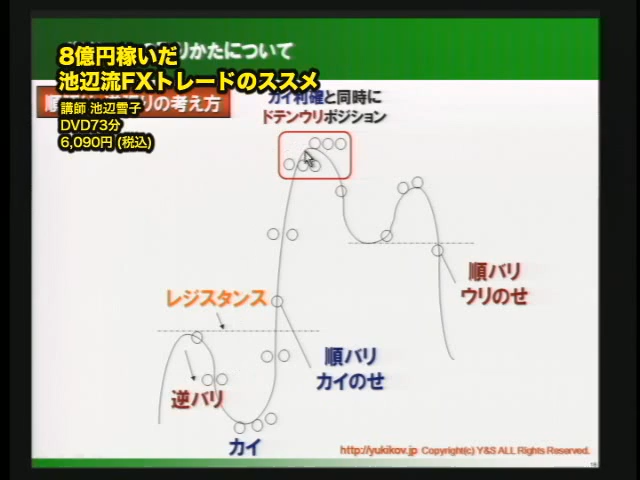 りかたについて
8億円稼いだ
池辺流FXトレードのススメ
講師 池辺雪子
DVD73分
6,090円 (税込)
りの考え方
カイ利確と同時に
ドテンウリポジション
順バリ
ウリのせ
レジスタンス
順バリ
カイのせ
逆バリ
カイ
http://yukikov.jp Copyright(c) Y&S ALL Rights Reserved.